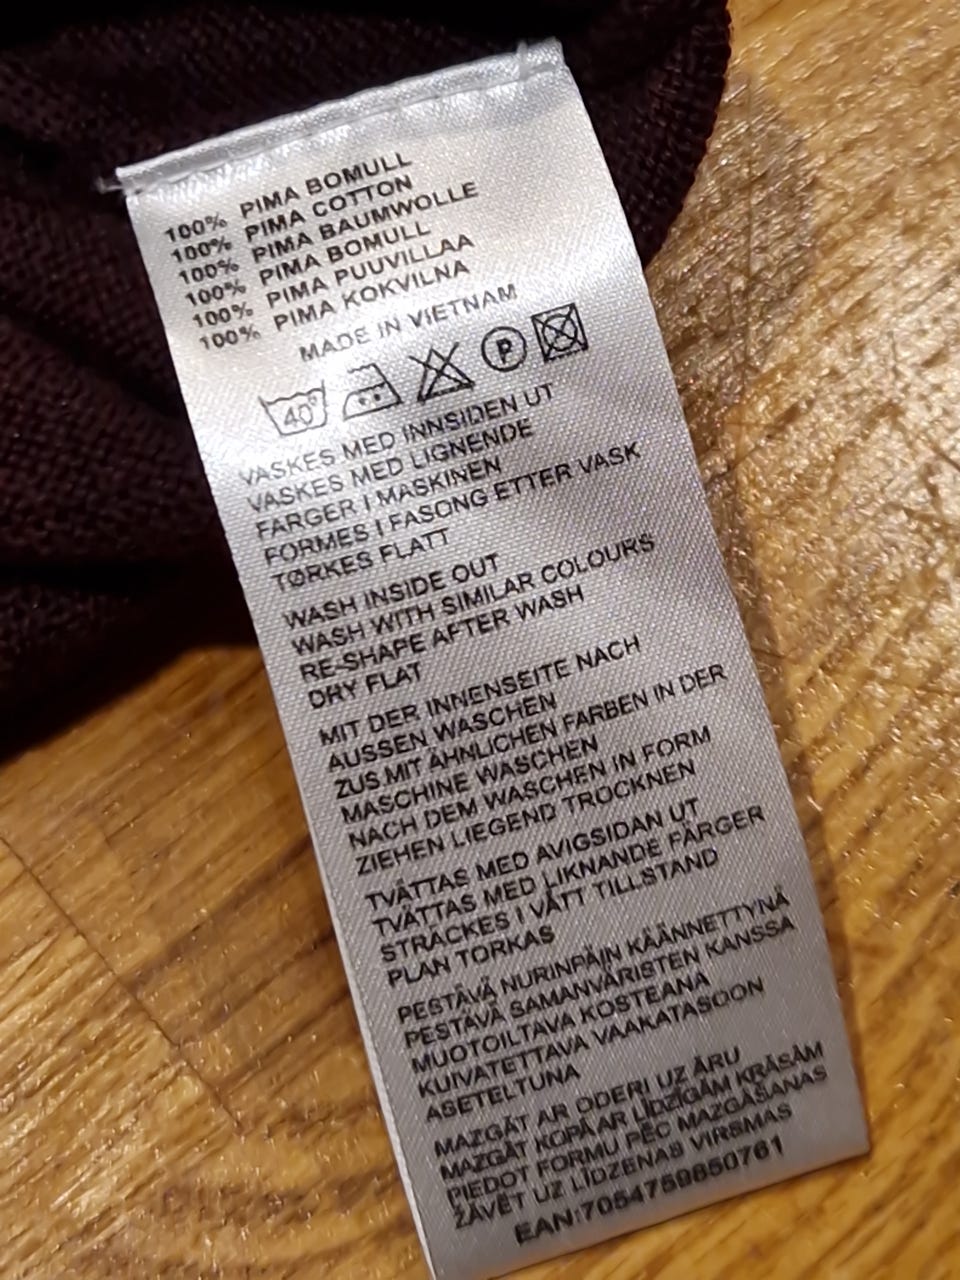 100% PIMA BOMULL
100% PIMA COTTON
100% PIMA BAUMWOLLE
100% PIMA BOMULL
100% PIMA PUUVILLAA
100% PIMA KOKVILNA
MADE IN VIETNAM
40° P
VASKES MED INNSIDEN UT
VASKES MED LIGNENDE
FARGER I MASKINEN
FORMES I FASONG ETTER VASK
TØRKES FLATT
WASH INSIDE OUT
WASH WITH SIMILAR COLOURS
RE-SHAPE AFTER WASH
DRY FLAT
MIT DER INNENSEITE NACH
AUSSEN WASCHEN
ZUS MIT ÄHNLICHEN FARBEN IN DER
MASCHINE WASCHEN
NACH DEM WASCHEN IN FORM
ZIEHEN LIEGEND TROCKNEN
TVÄTTAS MED AVIGSIDAN UT
TVÄTTAS MED LIKNANDE FÄRGER
STRÄCKES I VÅTT TILLSTAND
PLAN TORKAS
PESTÄVÄ NURINPÄIN KÄÄNNETTYNÄ
PESTÄVÄ SAMANVÄRISTEN KANSSA
MUOTOILTAVA KOSTEANA
KUIVATETTAVA VAAKATASOON
ASETELTUNA
MAZGĀT AR ODERI UZ ĀRU
MAZGĀT KOPĀ AR LĪDZĪGĀM KRĀSĀM
PIEDOT FORMU PĒC MAZGĀŠANAS
ŽĀVĒT UZ LĪDZENAS VIRSMAS
EAN:7054759850761